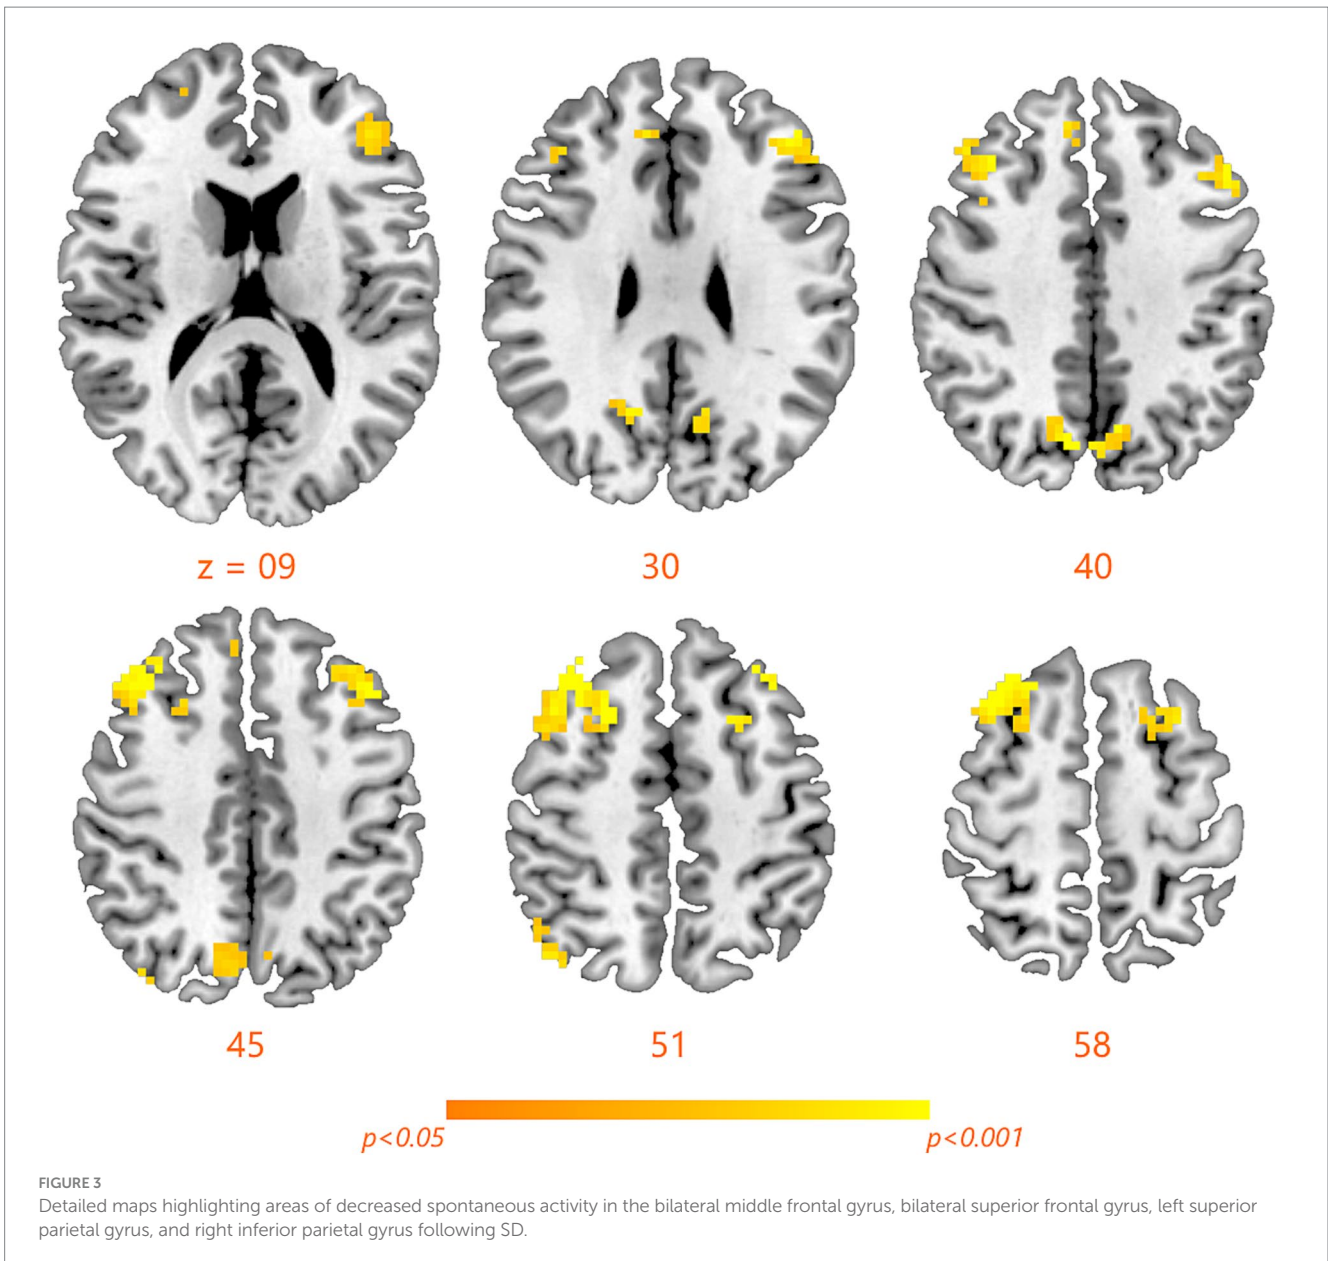 z = 09
30
40
45
51
58
p<0.05
p<0.001
FIGURE 3
Detailed maps highlighting areas of decreased spontaneous activity in the bilateral middle frontal gyrus, bilateral superior frontal gyrus, left superior
parietal gyrus, and right inferior parietal gyrus following SD.